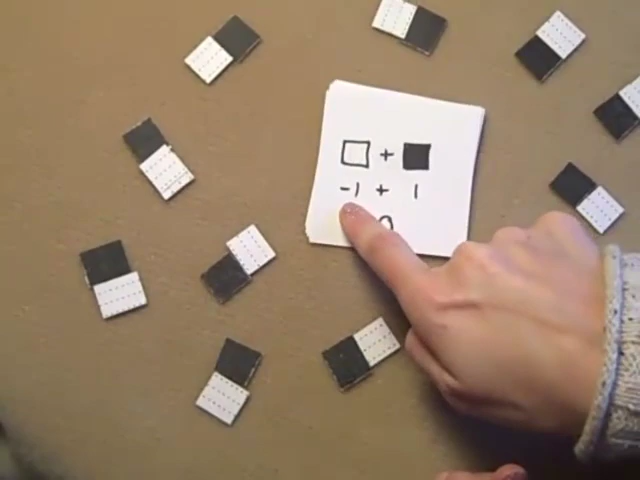 □ + ■
-1 + 1
0